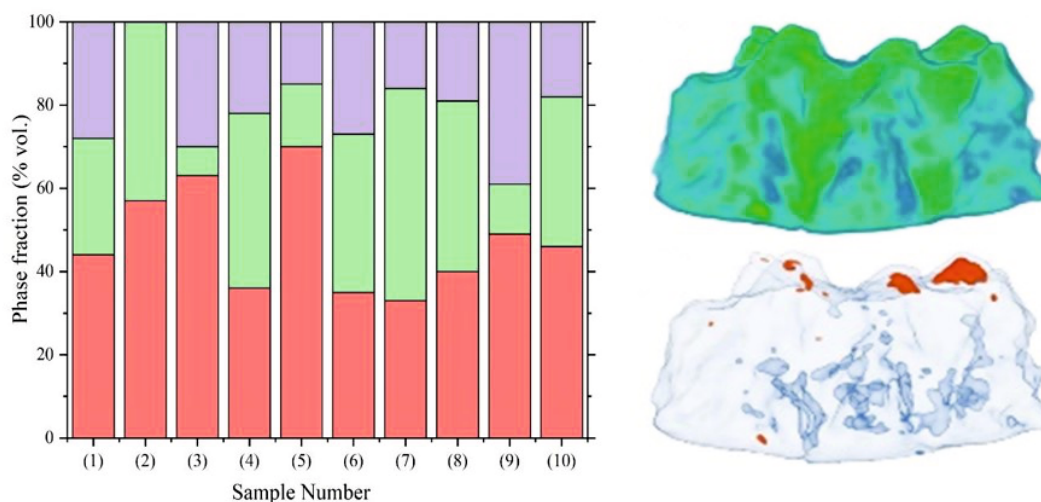 Phase fraction (% vol.)
100
80
60
40
20
0
(1) (2) (3) (4) (5) (6) (7) (8) (9) (10)
Sample Number